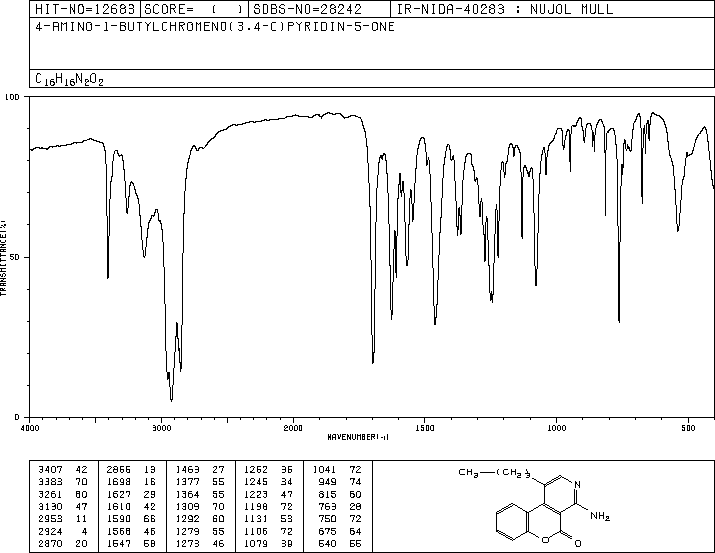 HIT-NO=12683 SCORE= ( ) SDBS-NO=28242 IR-NIDA-40283 : NUJOL MULL
4-AMINO-1-BUTYLCHROMENO(3,4-C)PYRIDIN-5-ONE
C16H16N2O2
100
50
0
TRANSMITTANCE(%)
4000 3000 2000 1500 1000 500
WAVENUMBER(-1)
3407 42 2866 13 1463 27 1262 36 1041 72
3383 70 1698 16 1377 55 1245 34 949 74
3261 60 1627 29 1364 55 1223 47 815 60
3130 47 1610 42 1309 70 1198 72 763 28
2953 11 1590 66 1292 60 1131 53 750 72
2924 4 1568 46 1279 55 1106 72 675 64
2870 20 1547 58 1273 46 1079 39 540 55
CH3—(CH2)3
N
NH2
O
O